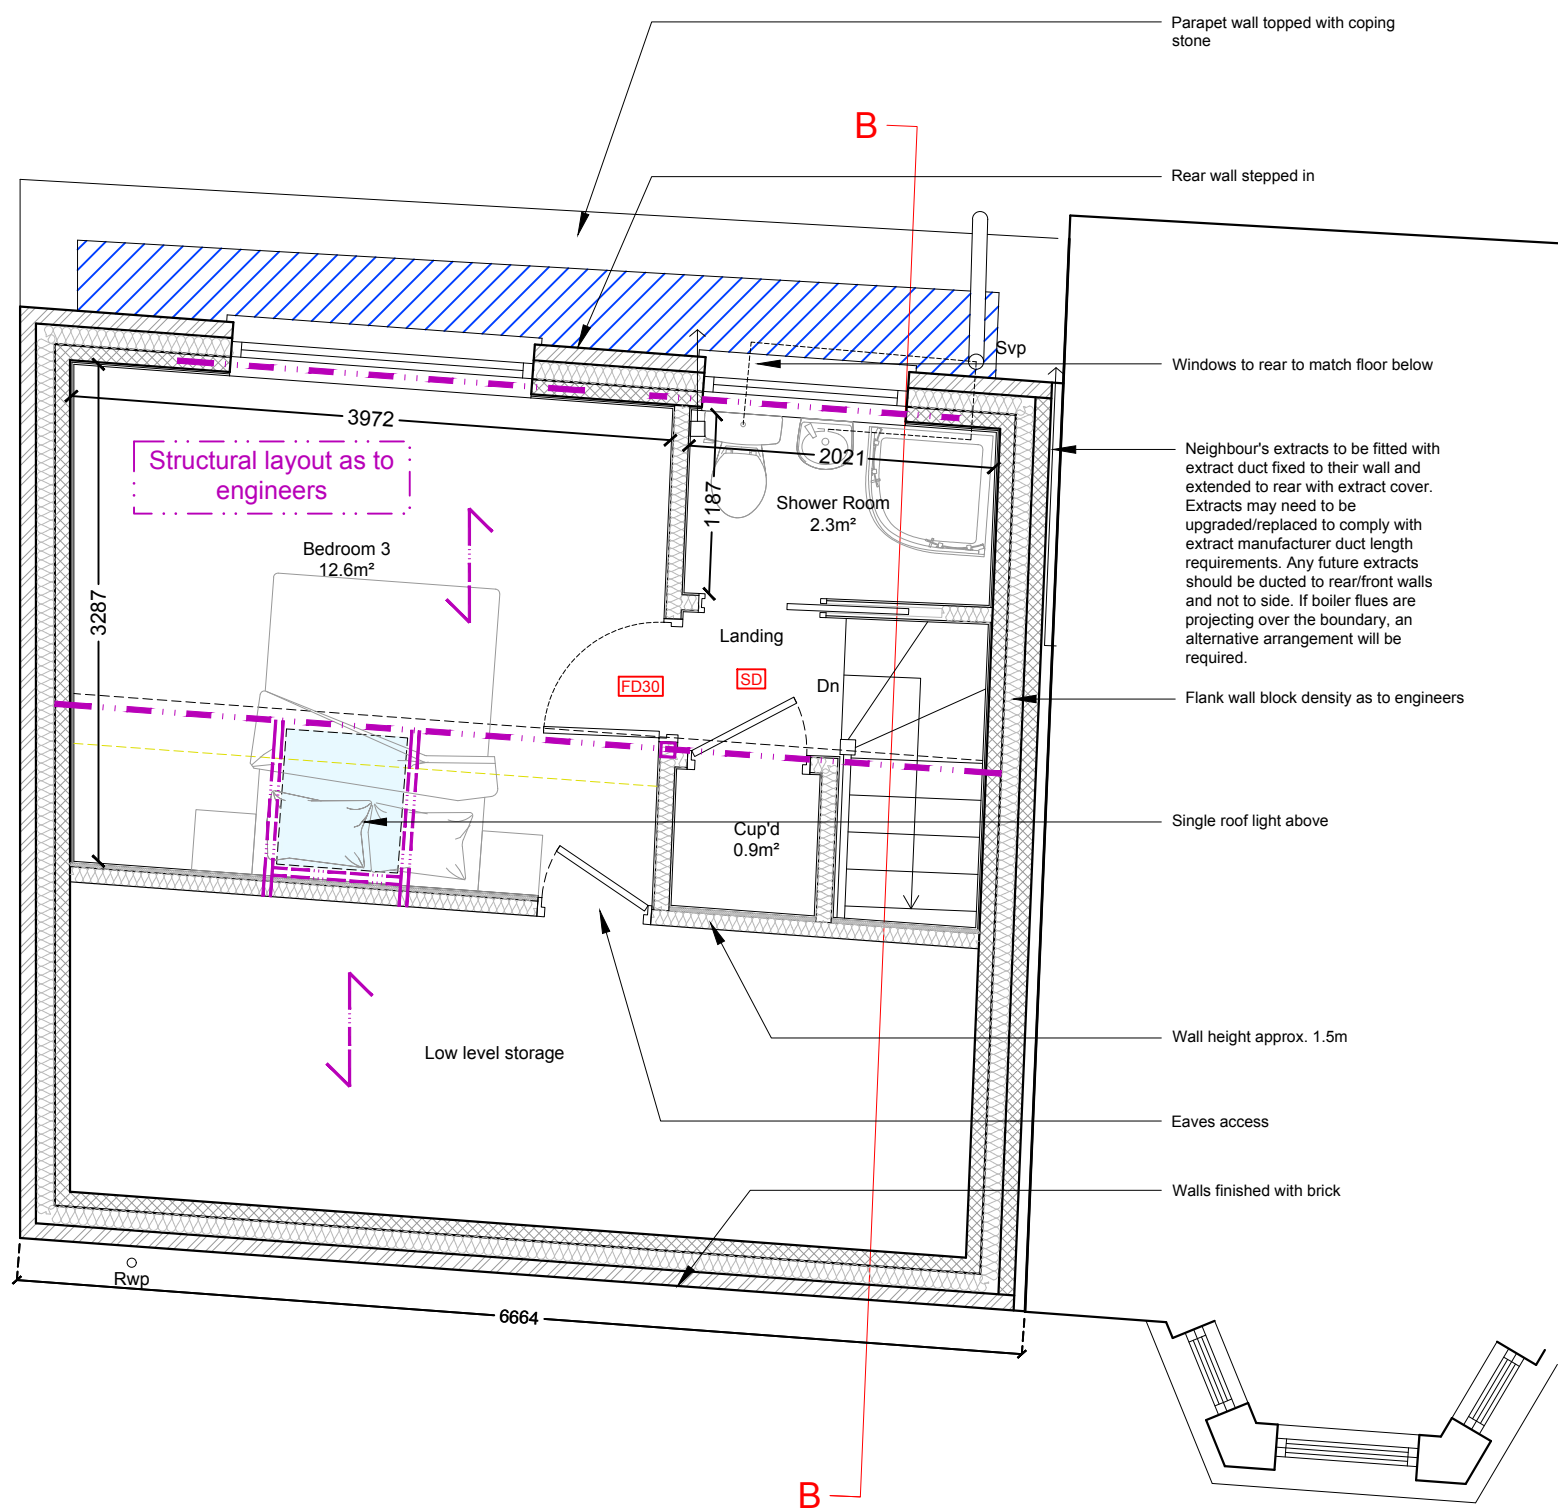 Parapet wall topped with coping
stone
B
Rear wall stepped in
Svp
Windows to rear to match floor below
3972
Structural layout as to
engineers
2021
1187
Shower Room
2.3m²
Neighbour's extracts to be fitted with
extract duct fixed to their wall and
extended to rear with extract cover.
Extracts may need to be
upgraded/replaced to comply with
extract manufacturer duct length
requirements. Any future extracts
should be ducted to rear/front walls
and not to side. If boiler flues are
projecting over the boundary, an
alternative arrangement will be
required.
Bedroom 3
12.6m²
3287
Landing
FD30
SD
Dn
Flank wall block density as to engineers
Single roof light above
Cup'd
0.9m²
Low level storage
Wall height approx. 1.5m
Eaves access
Walls finished with brick
Rwp
6664
B